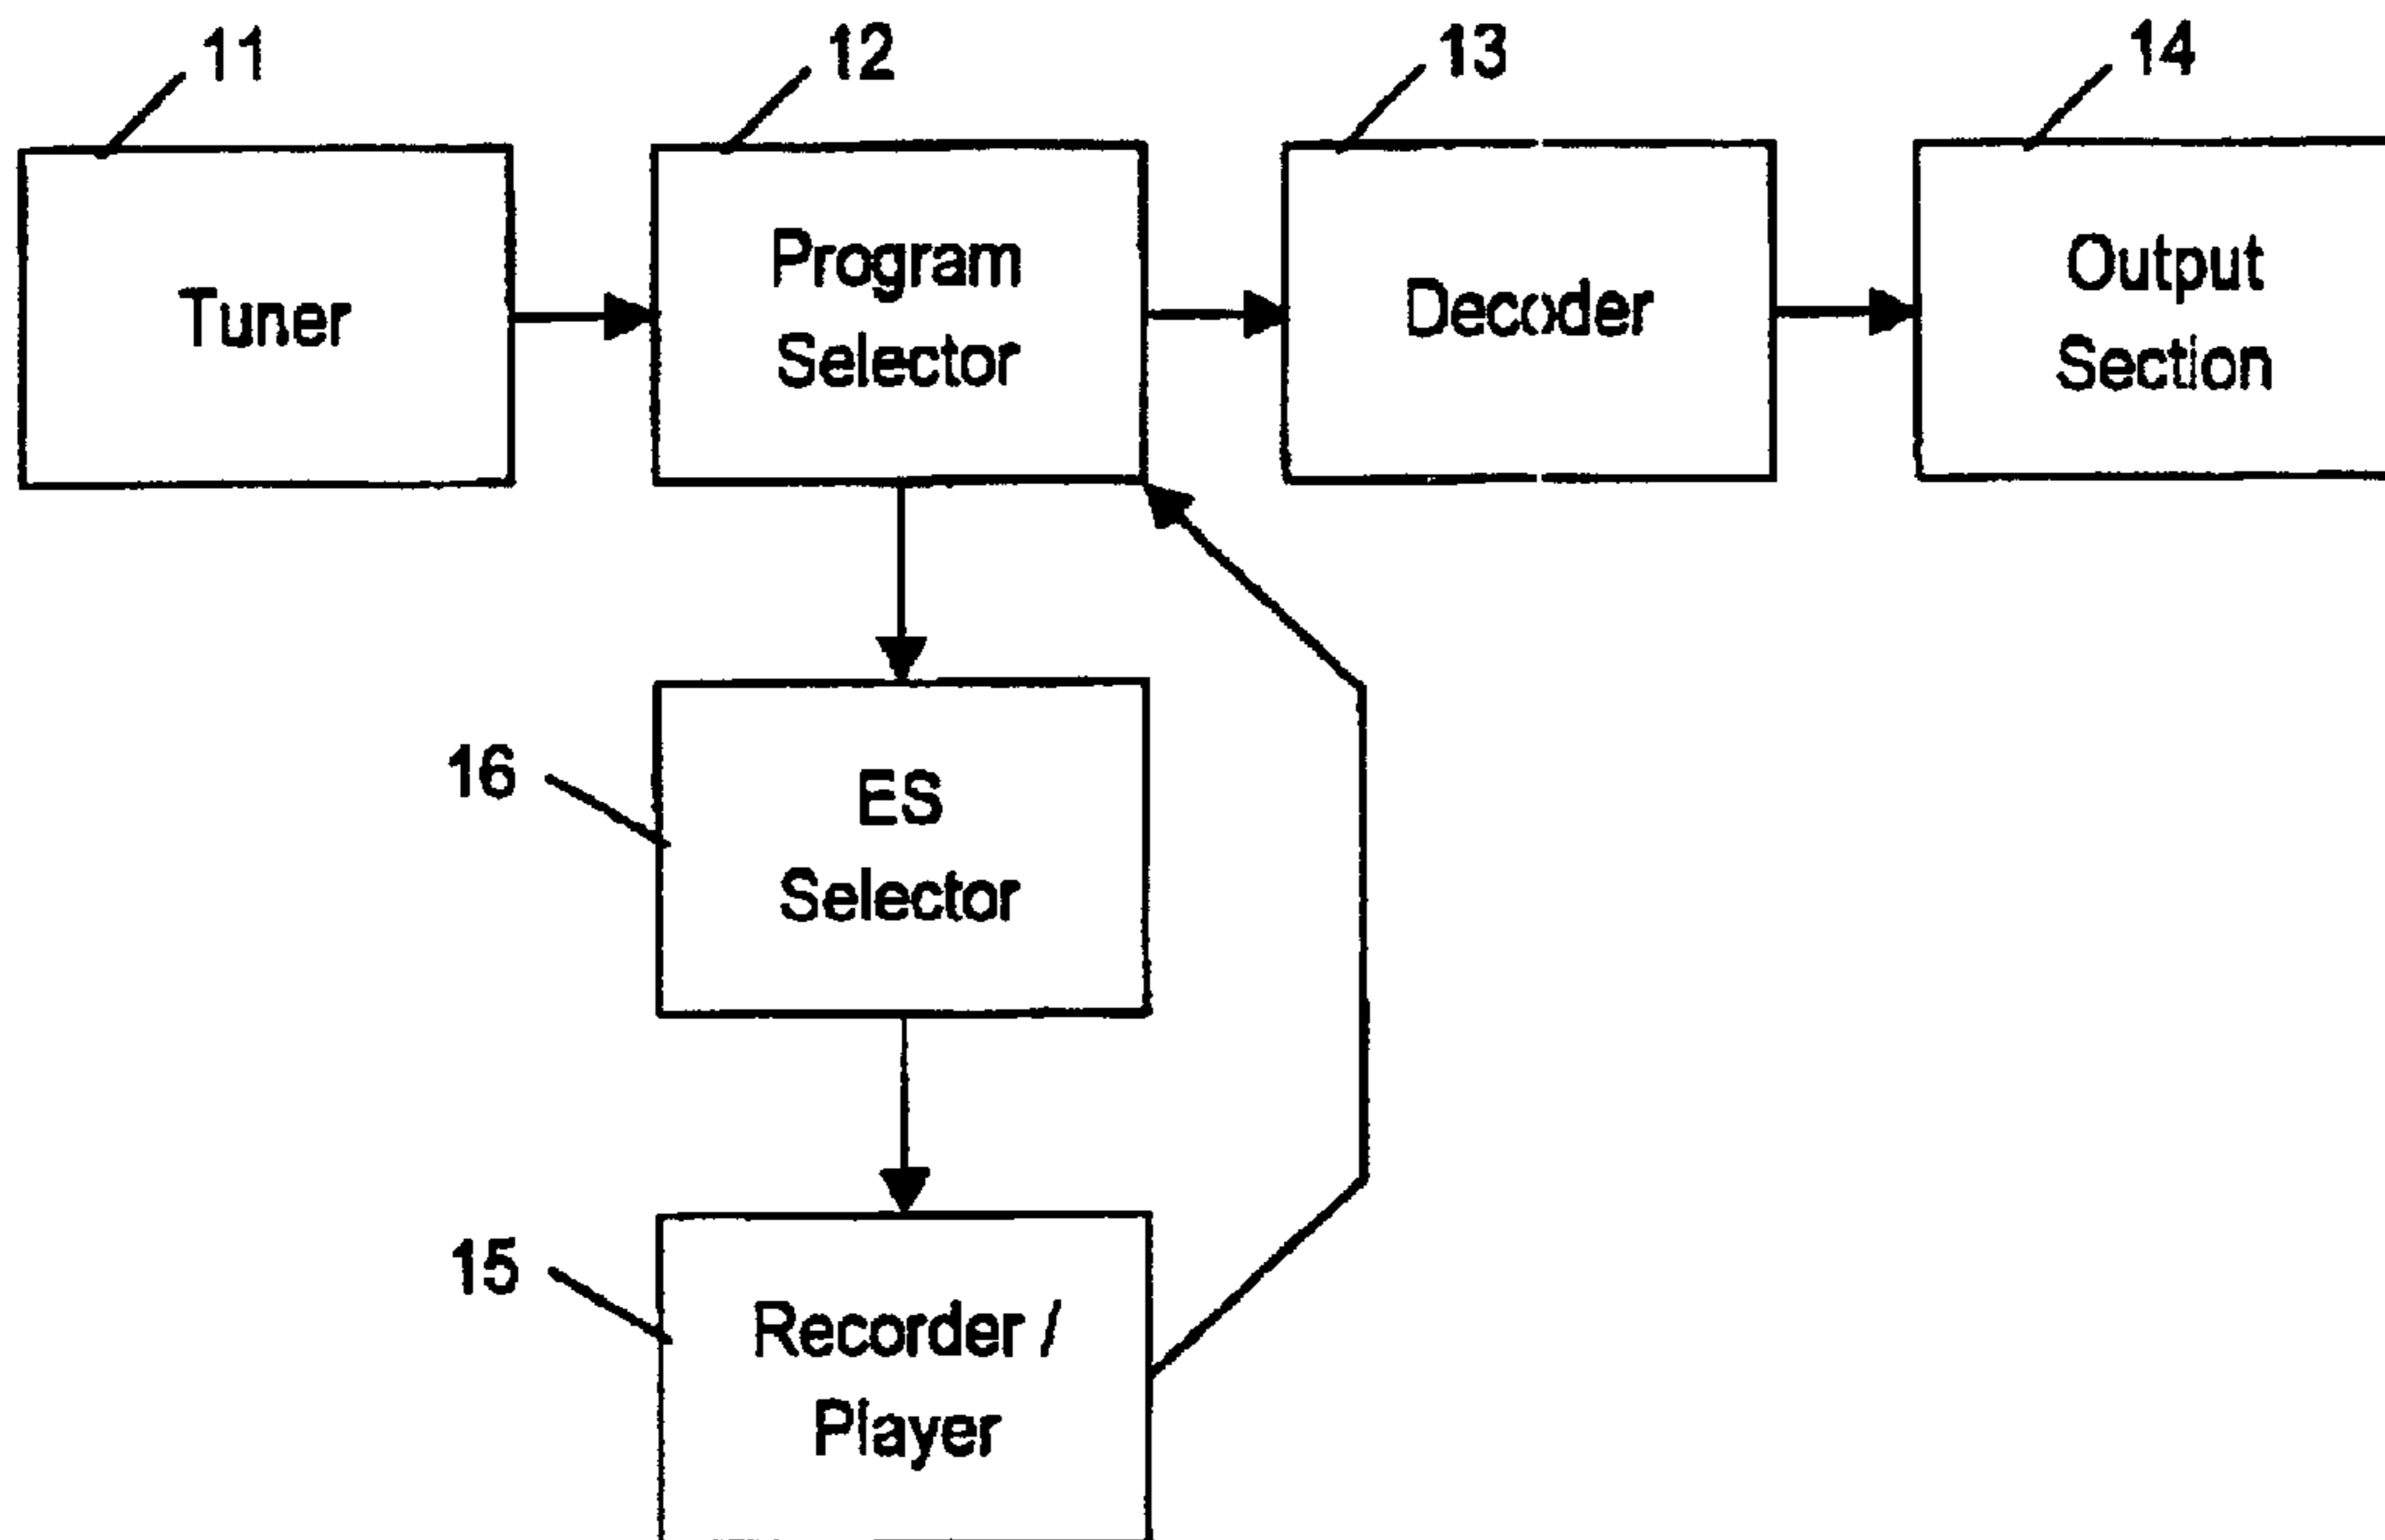 11
12
13
14
Tuner
Program
Selector
Decoder
Output
Section
16
ES
Selector
15
Recorder /
Player